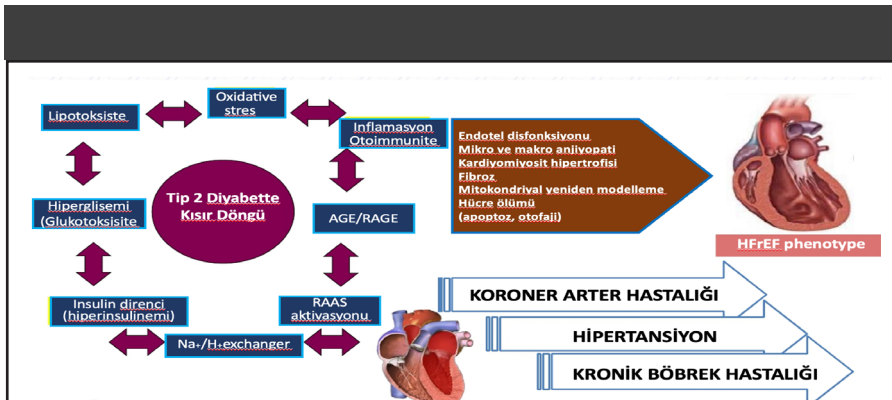 Oxidative
stres
Lipotoksiste
Inflamasyon
Otoimmunite
Hiperglisemi
(Glukotoksisite
Tip 2 Diyabette
Kısır Döngü
AGE/RAGE
Insulin direnci
(hiperinsulinemi)
RAAS
aktivasyonu
Na+/H+exchanger
Endotel disfonksiyonu
Mikro ve makro anjiyopati
Kardiyomiyosit hipertrofisi
Fibroz
Mitokondriyal yeniden modelleme
Hücre ölümü
(apoptoz, otofaji)
HFrEF phenotype
KORONER ARTER HASTALIĞI
HİPERTANSİYON
KRONİK BÖBREK HASTALIĞI